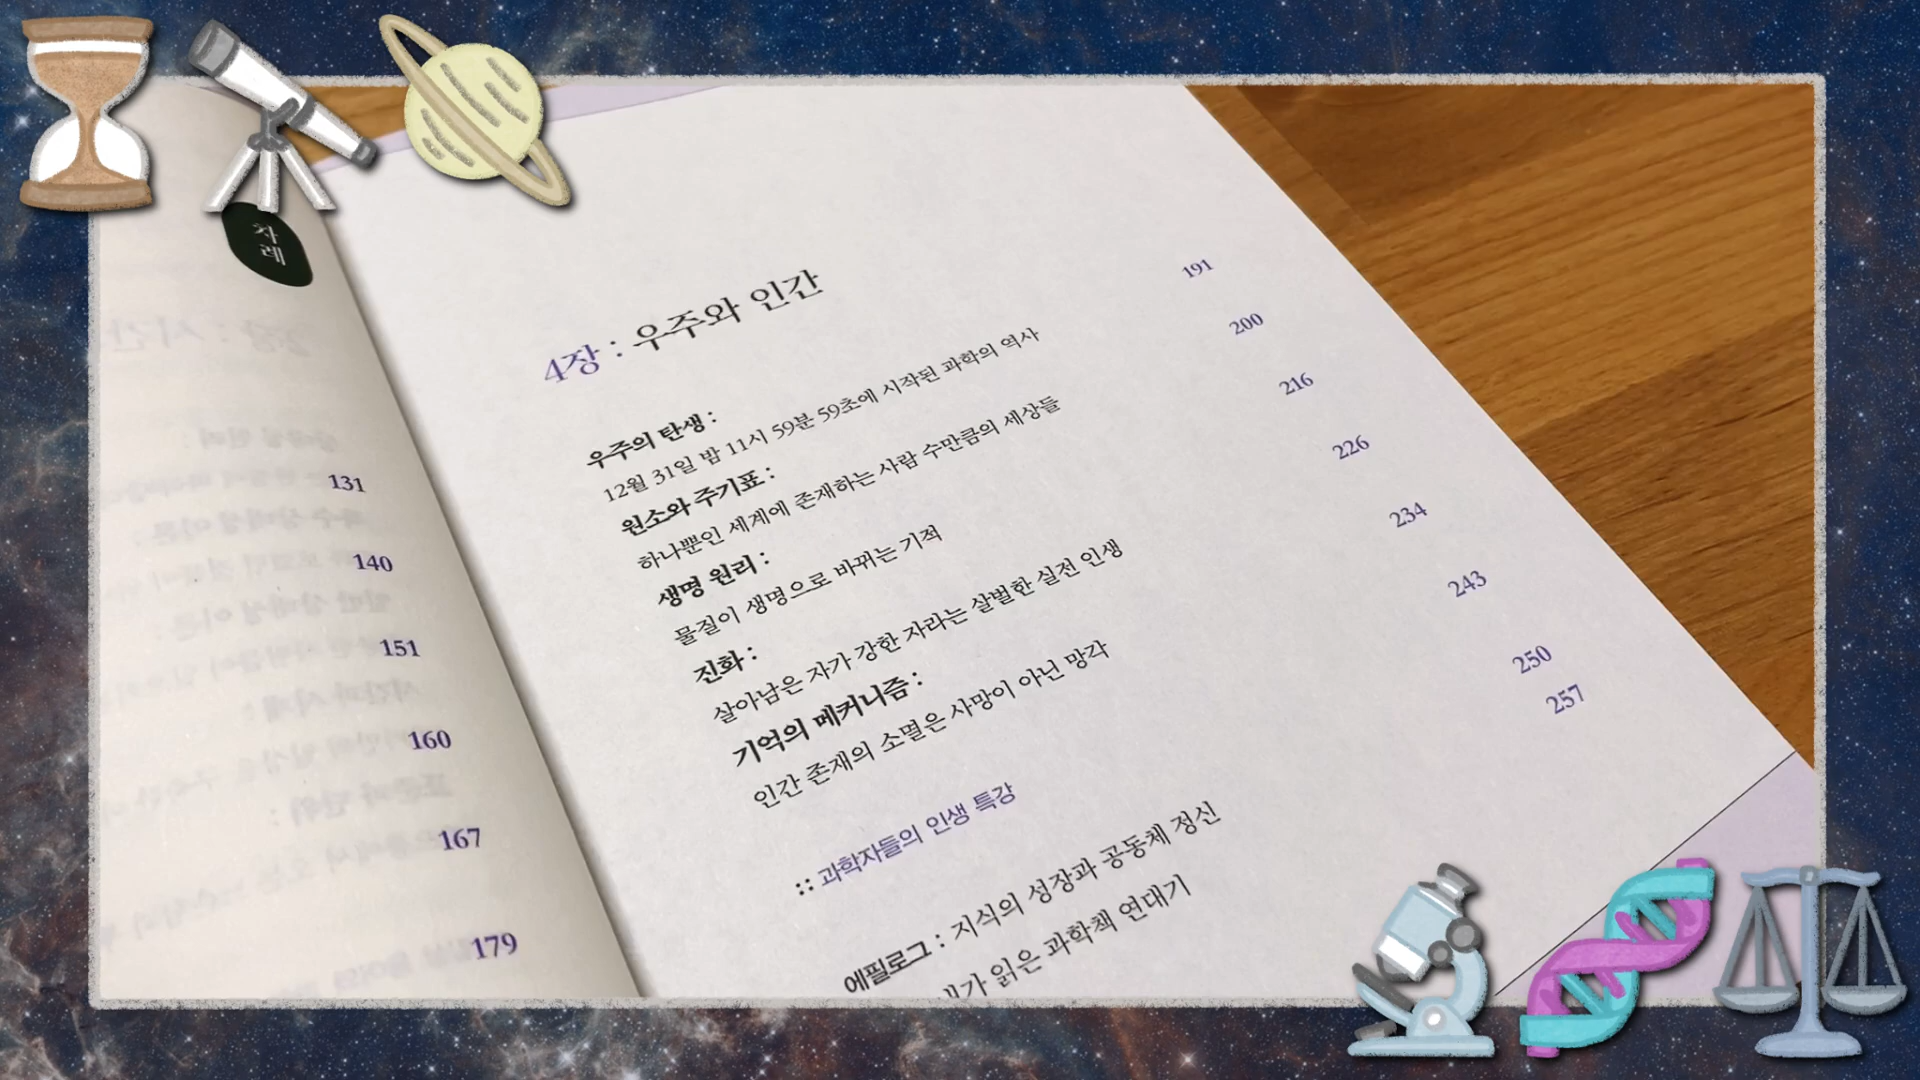 차례
131
140
151
160
167
179
4장 : 우주와 인간
우주의 탄생 :
12월 31일 밤 11시 59분 59초에 시작된 과학의 역사
191
원소와 주기표 :
하나뿐인 세계에 존재하는 사람 수만큼의 세상들
200
생명 원리 :
물질이 생명으로 바뀌는 기적
216
진화 :
살아남은 자가 강한 자라는 살벌한 실전 인생
226
기억의 메커니즘 :
인간 존재의 소멸은 사망이 아닌 망각
234
:: 과학자들의 인생 특강
243
에필로그 : 지식의 성장과 공동체 정신
250
읽은 과학책 연대기
257